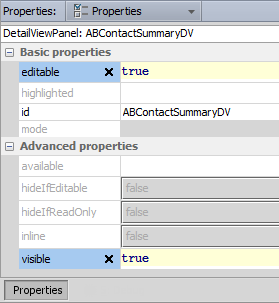 Properties: Properties
DetailViewPanel: ABContactSummaryDV
Basic properties
editable true
highlighted
id ABContactSummaryDV
mode
Advanced properties
available
hideIfEditable false
hideIfReadOnly false
inline false
visible true
Properties